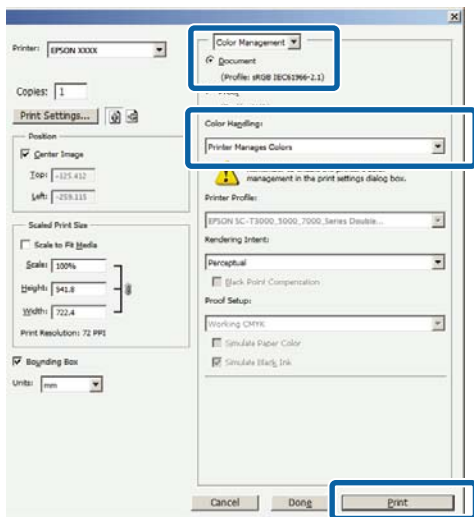 Printer: EPSON XXXX
Copies: 1
Print Settings...
Position
Center Image
Top: -125.412
Left: -259.115
Scaled Print Size
Scale to Fit Media
Scale: 100%
Height: 541.8
Width: 722.4
Print Resolution: 72 PPI
Bounding Box
Units: mm
Color Management
Document
(Profile: sRGB IEC61966-2.1)
Color Handling:
Printer Manages Colors
management in the print settings dialog box.
Printer Profile:
EPSON SC-T3000_5000_7000_Series Double...
Rendering Intent:
Perceptual
Black Point Compensation
Proof Setup:
Working CMYK
Simulate Paper Color
Simulate Black Ink
Cancel
Done
Print